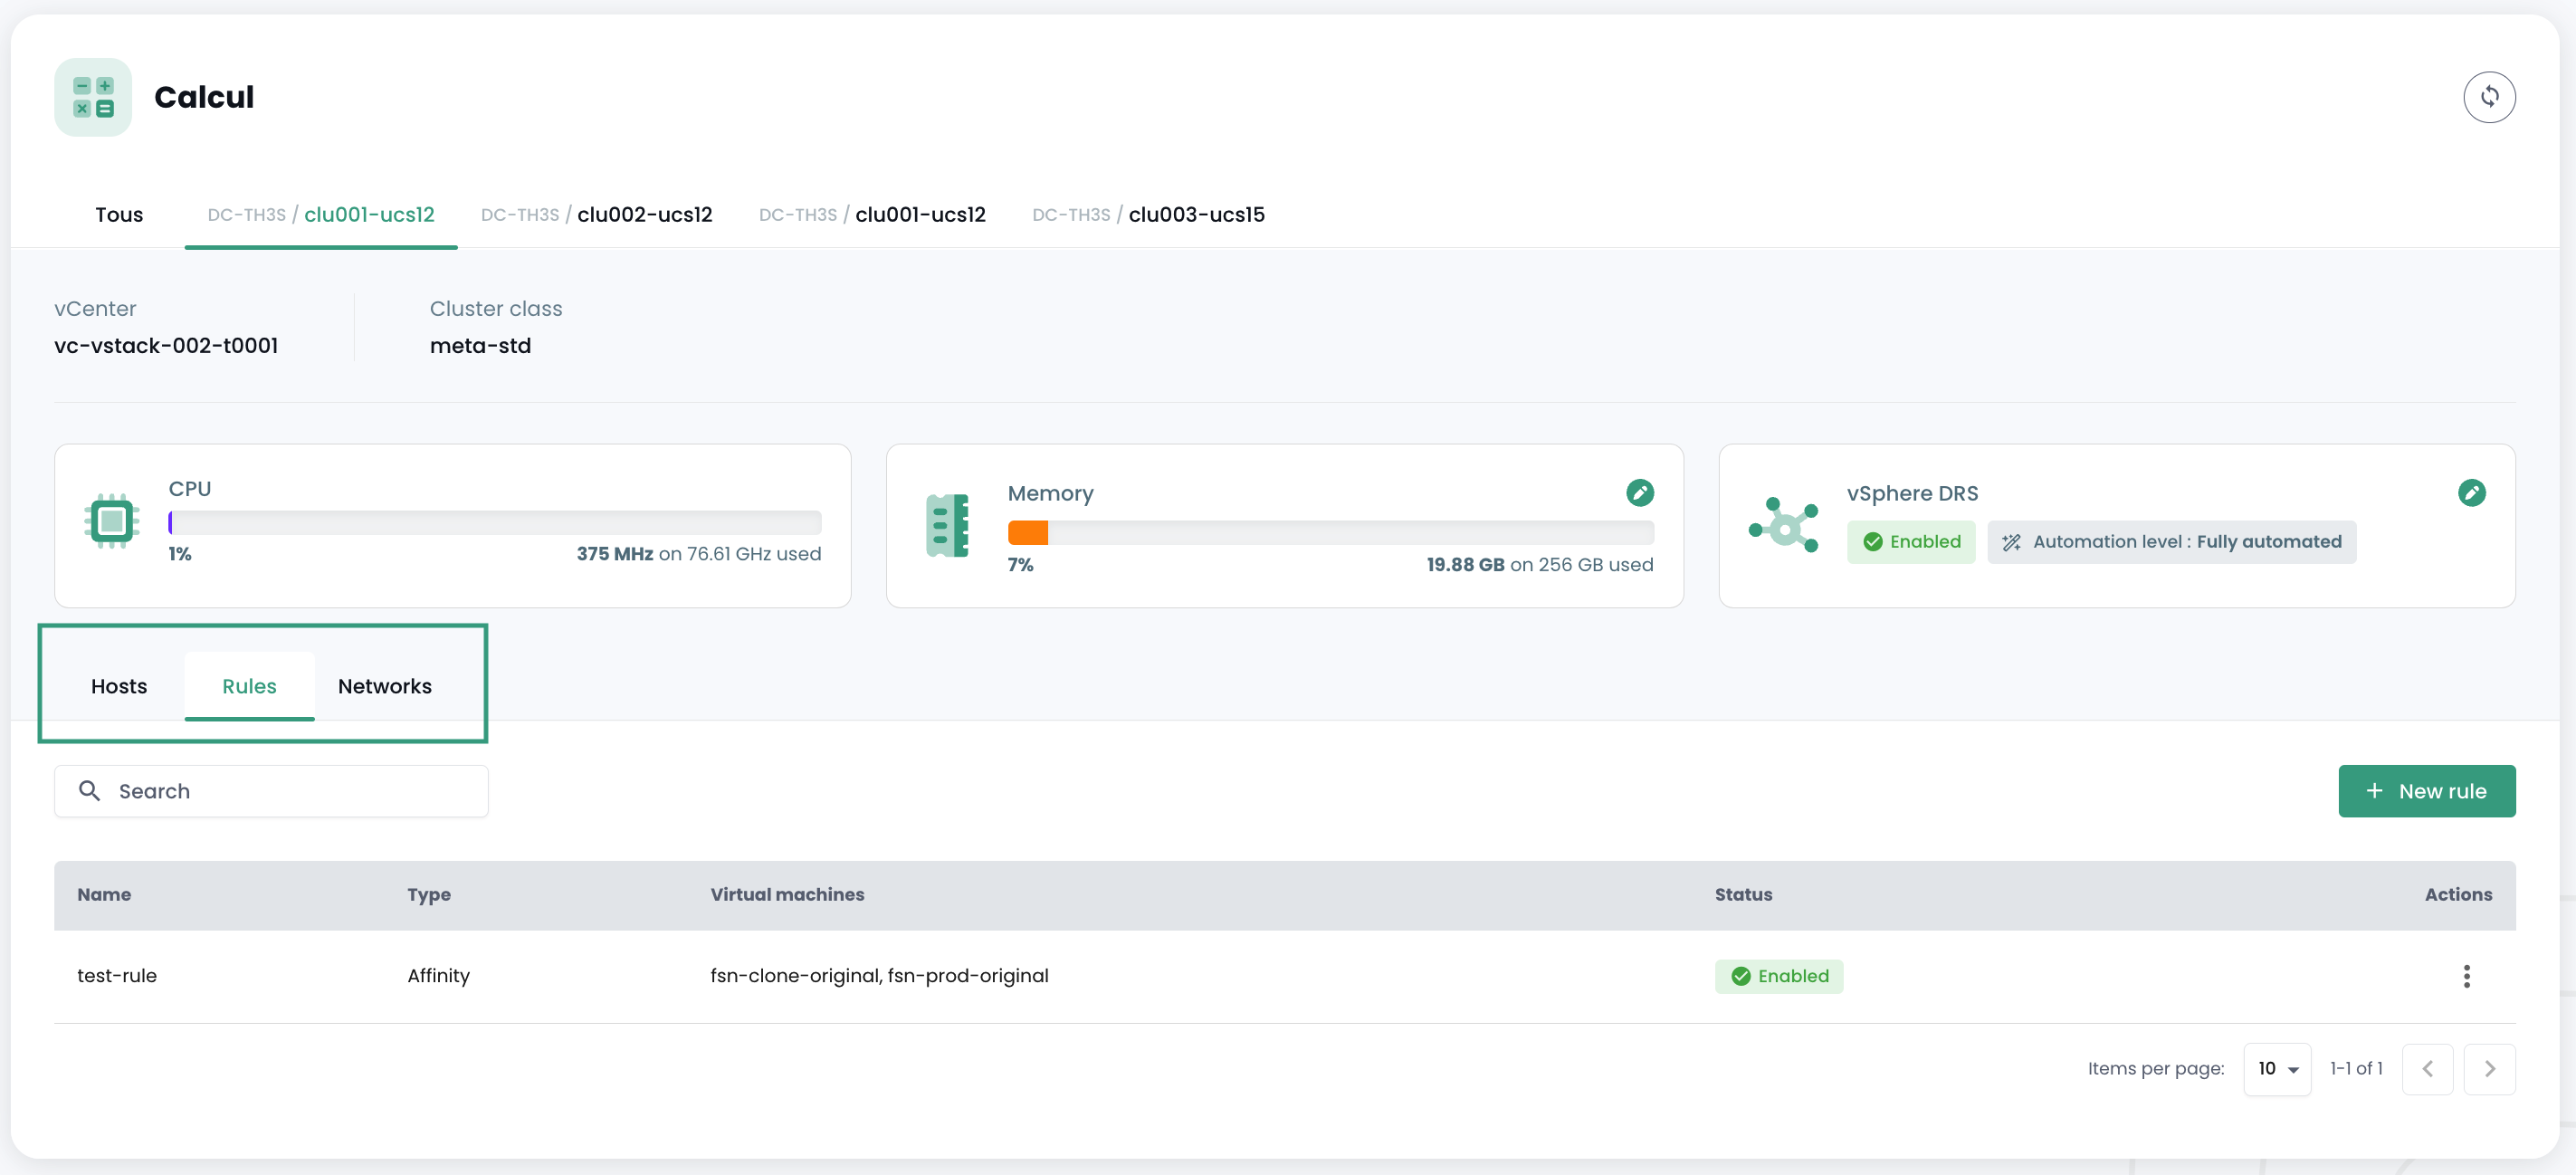 Calcul
Tous DC-TH3S / clu001-ucs12 DC-TH3S / clu002-ucs12 DC-TH3S / clu001-ucs12 DC-TH3S / clu003-ucs15
vCenter Cluster class
vc-vstack-002-t0001 meta-std
CPU
1% 375 MHz on 76.61 GHz used
Memory
7% 19.88 GB on 256 GB used
vSphere DRS
Enabled Automation level : Fully automated
Hosts Rules Networks
Search + New rule
Name Type Virtual machines Status Actions
test-rule Affinity fsn-clone-original, fsn-prod-original Enabled
Items per page: 10 1-1 of 1